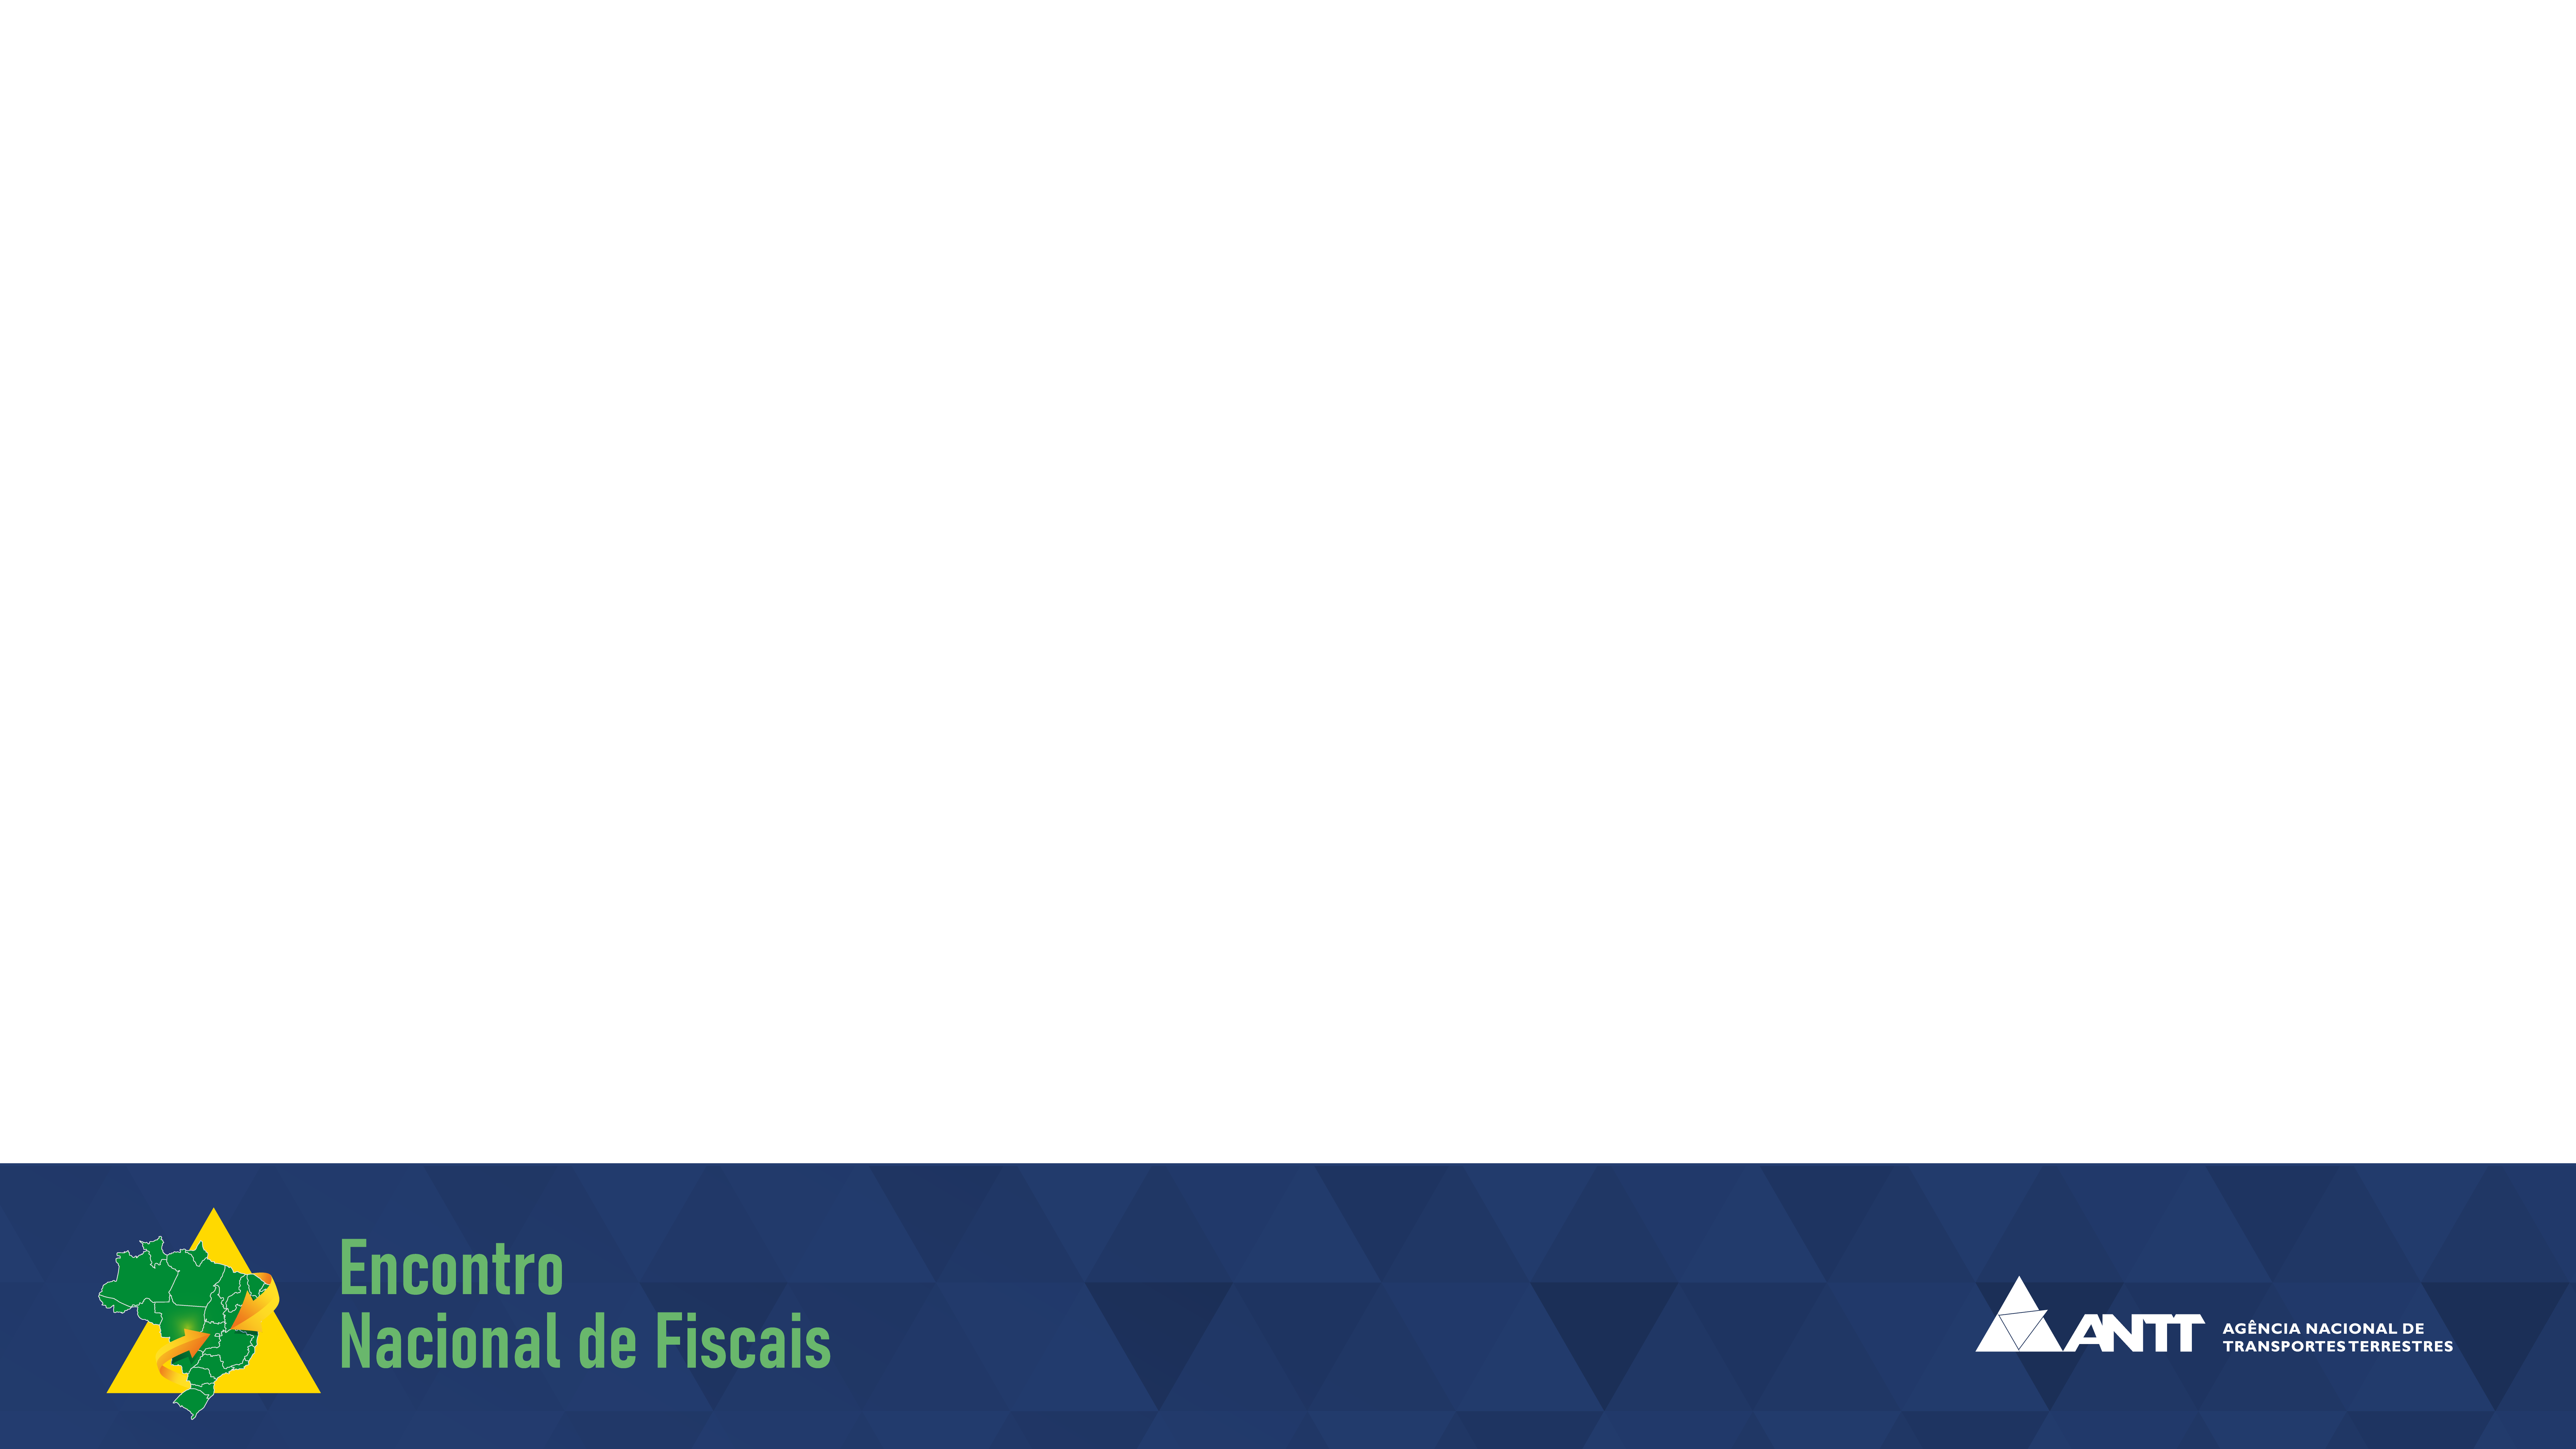 Encontro
Nacional de Fiscais
ANTT
AGÊNCIA NACIONAL DE
TRANSPORTES TERRESTRES